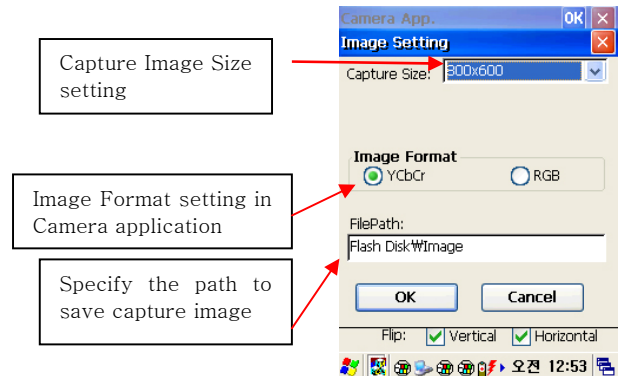 Capture Image Size
setting
Image Format setting in
Camera application
Specify the path to
save capture image
Camera App. OK
Image Setting
Capture Size: 800x600
Image Format
YCbCr RGB
FilePath:
Flash Disk₩Image
OK Cancel
Flip: Vertical Horizontal
오전 12:53